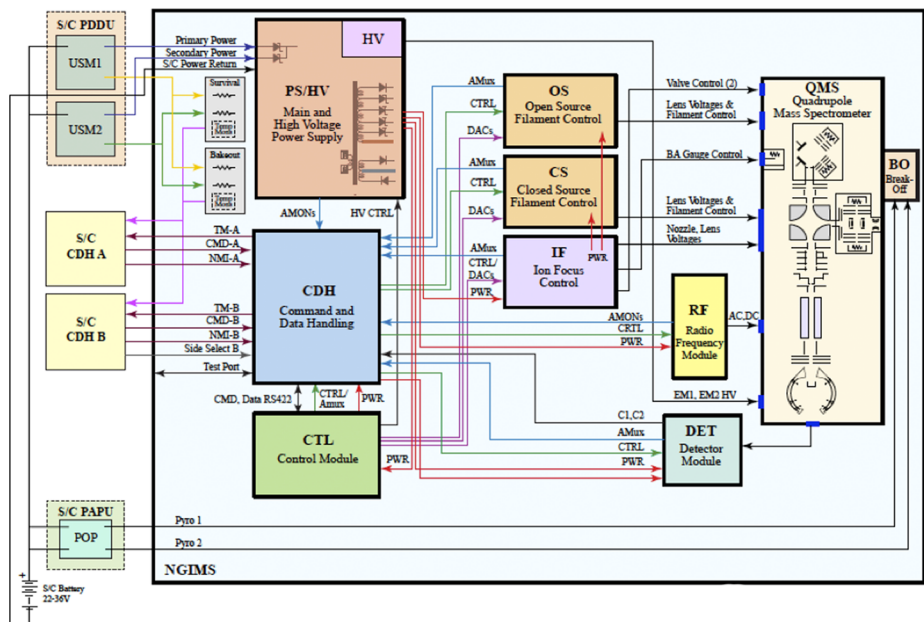 S/C PDDU
USM1
USM2
Primary Power
Secondary Power
S/C Power Return
Survival
Temp
Monit
Bakeout
Temp
Monit
HV
PS/HV
Main and
High Voltage
Power Supply
AMONs
HV CTRL
S/C
CDH A
TM-A
CMD-A
NMI-A
S/C
CDH B
TM-B
CMD-B
NMI-B
Side Select B
Test Port
CDH
Command and
Data Handling
CMD, Data RS422
CTRL/
Amux
PWR
CTL
Control Module
PWR
AMux
CTRL
DACs
OS
Open Source
Filament Control
AMux
CTRL
DACs
CS
Closed Source
Filament Control
AMux
CTRL/
DACs
PWR
IF
Ion Focus
Control
PWR
Valve Control (2)
Lens Voltages &
Filament Control
BA Gauge Control
Lens Voltages &
Filament Control
Nozzle, Lens
Voltages
QMS
Quadrupole
Mass Spectrometer
BO
Break-
Off
AMONs
CRTL
PWR
RF
Radio
Frequency
Module
AC,DC
EM1, EM2 HV
C1,C2
AMux
CTRL
PWR
DET
Detector
Module
S/C PAPU
POP
Pyro 1
Pyro 2
NGIMS
+
S/C Battery
22-36V